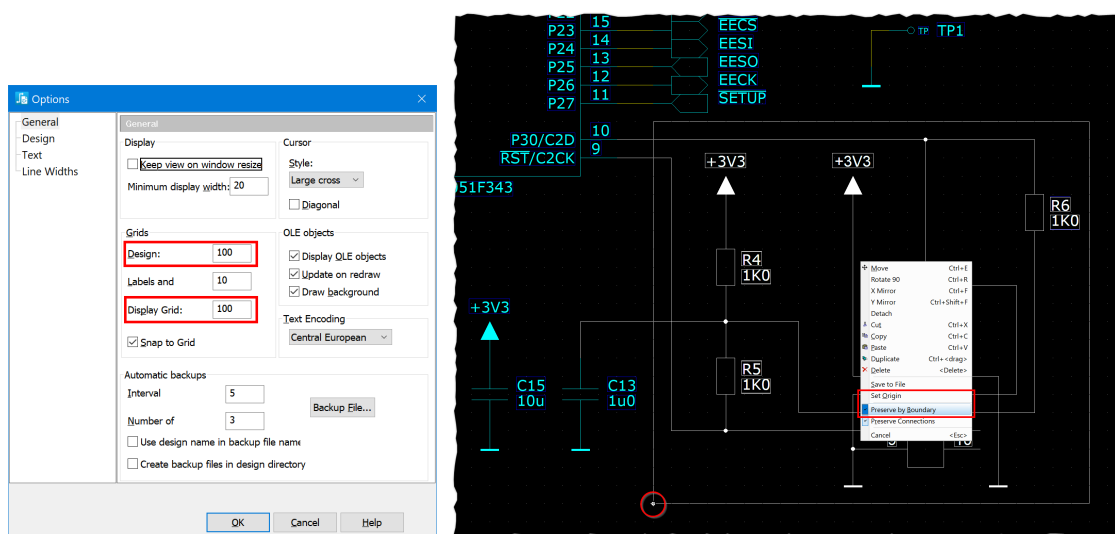 Options
General
Design
Text
Line Widths
General
Display
Keep view on window resize
Minimum display width: 20
Cursor
Style:
Large cross
Diagonal
Grids
Design: 100
Labels and 10
Display Grid: 100
Snap to Grid
OLE objects
Display OLE objects
Update on redraw
Draw background
Text Encoding
Central European
Automatic backups
Interval 5
Number of 3
Backup File...
Use design name in backup file name
Create backup files in design directory
OK
Cancel
Help
P23 15 EECS
P24 14 EESI
P25 13 EESO
P26 12 EECK
P27 11 SETUP
TP TP1
P30/C2D 10
RST/C2CK 9
051F343
+3V3
+3V3
R6
1K0
R4
1K0
+3V3
R5
1K0
C15
10u
C13
1u0
Move Ctrl+E
Rotate 90 Ctrl+R
X Mirror Ctrl+F
Y Mirror Ctrl+Shift+F
Detach
Cut Ctrl+X
Copy Ctrl+C
Paste Ctrl+V
Duplicate Ctrl+<drag>
Delete <Delete>
Save to File
Set Origin
Preserve by Boundary
Preserve Connections
Cancel <Esc>